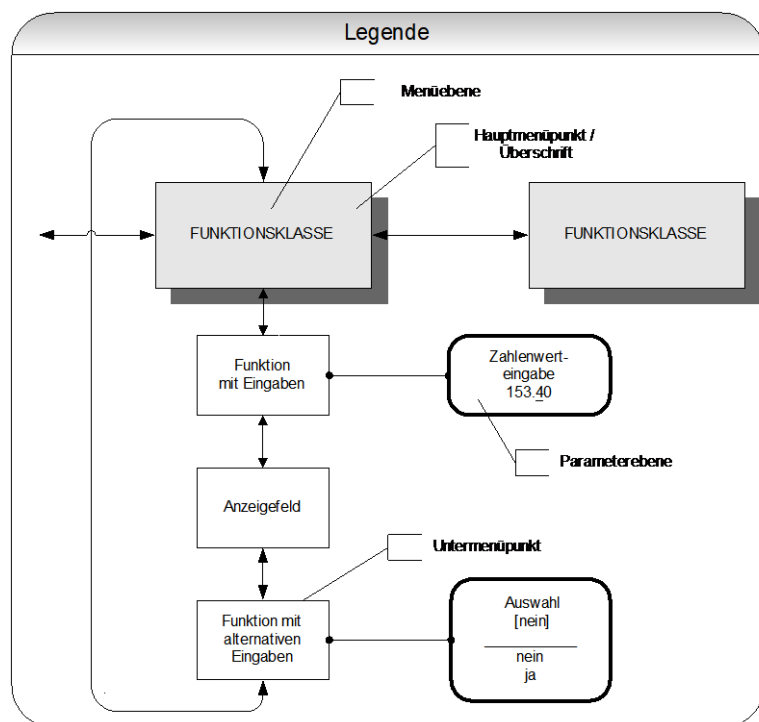 Legende
Menüebene
Hauptmenüpunkt /
Überschrift
FUNKTIONSKLASSE
FUNKTIONSKLASSE
Funktion
mit Eingaben
Zahlenwert-
eingabe
153.40
Parameterebene
Anzeigefeld
Untermenüpunkt
Funktion mit
alternativen
Eingaben
Auswahl
[nein]
nein
ja